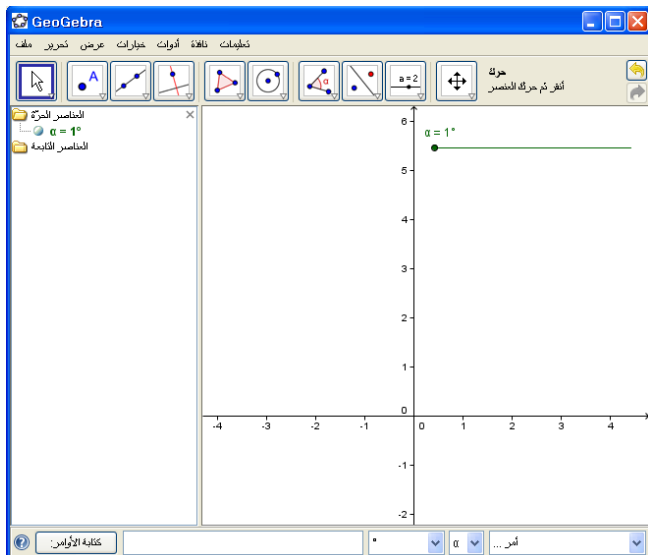 GeoGebra
ملف تحرير عرض خيارات أدوات نافذة تعليمات
A
α
a = 2
حرك
أنقر ثم حرك العنصر
العناصر الحرّة
α = 1°
العناصر التابعة
α = 1°
6
5
4
3
2
1
0
-4 -3 -2 -1 0 1 2 3 4
-1
-2
كتابة الأوامر:
°
α
أمر ...